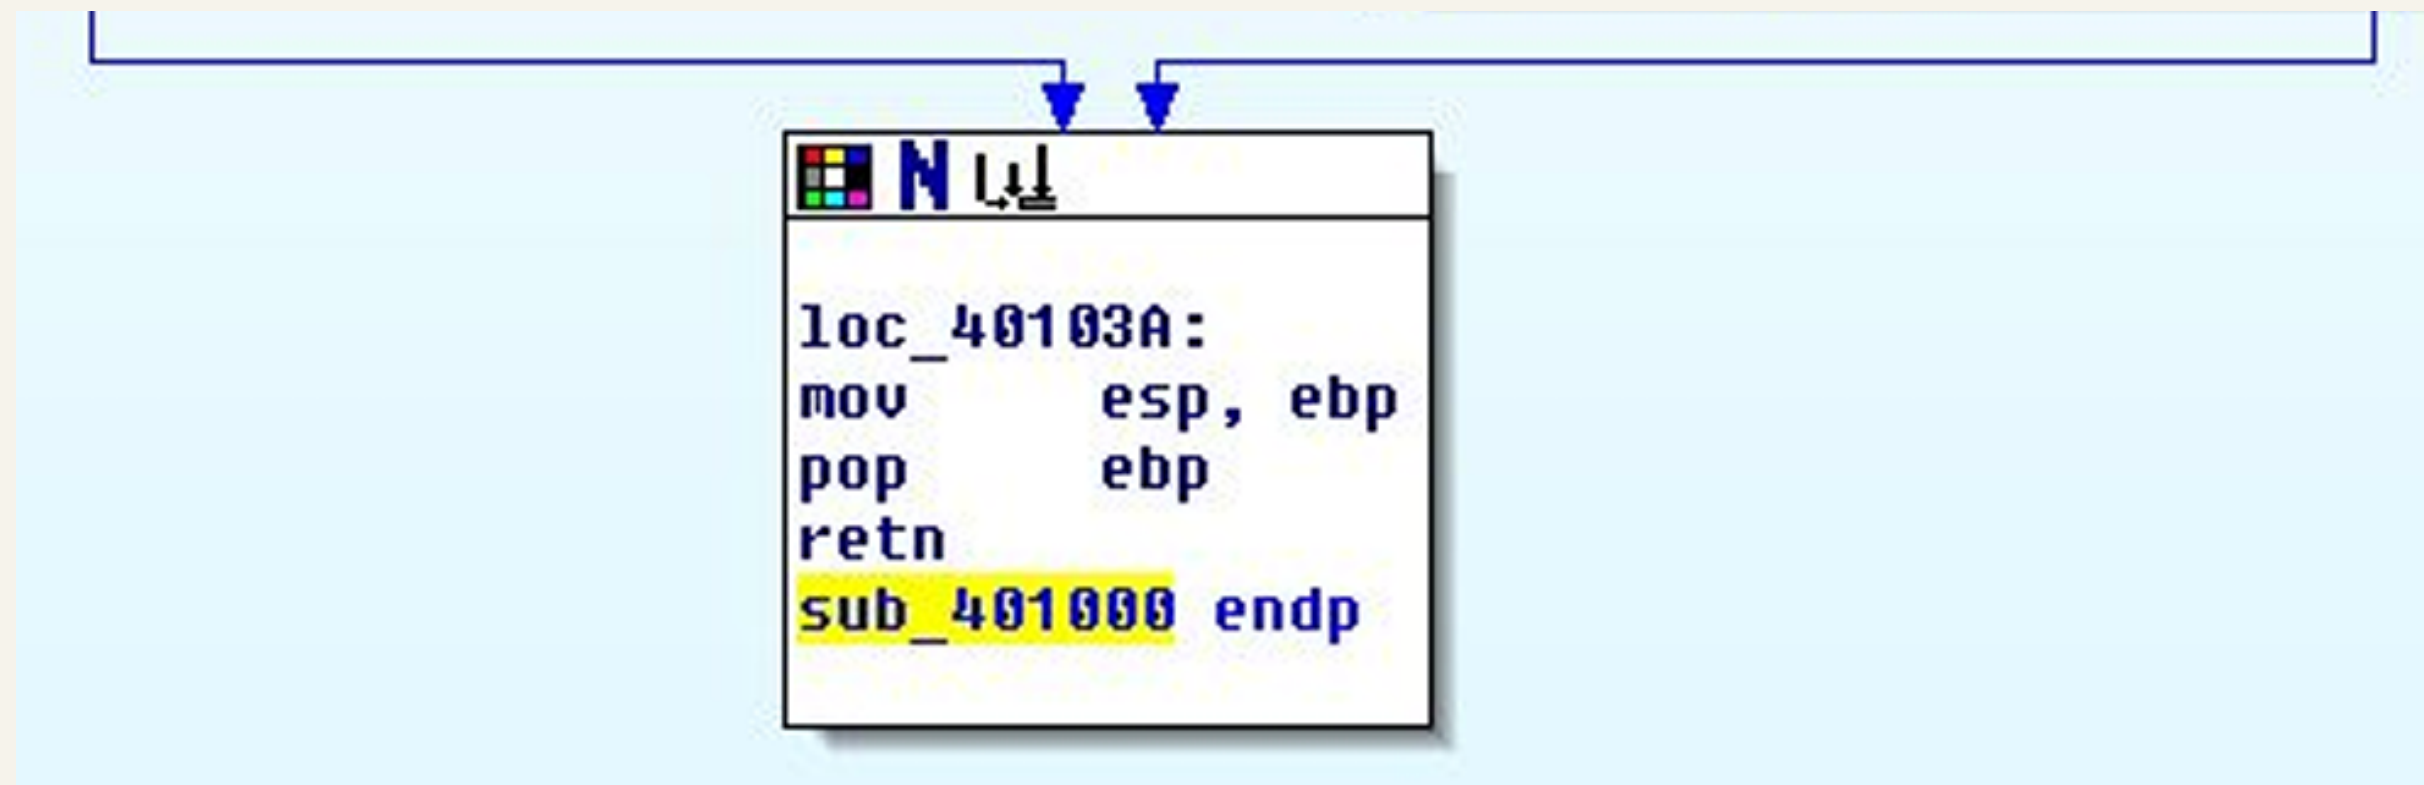 N
loc_40103A:
mov esp, ebp
pop ebp
retn
sub_401000 endp